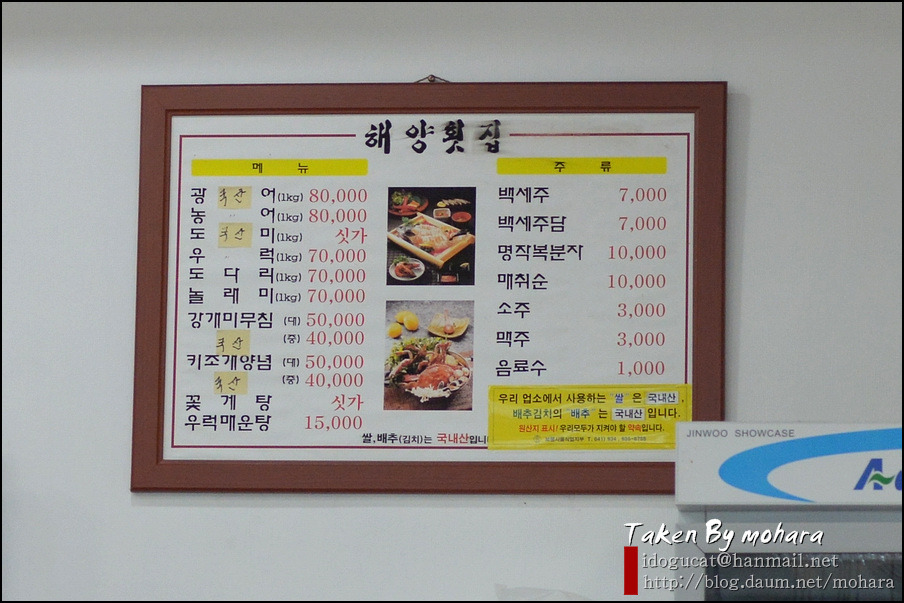 해양횟집
메 뉴
광 국산 어(1kg) 80,000
농 어(1kg) 80,000
도 국산 미(1kg) 싯가
우 럭(1kg) 70,000
도 다 리(1kg) 70,000
놀 래 미(1kg) 70,000
강개미무침 (대) 50,000
국산 (중) 40,000
키조개양념 (대) 50,000
국산 (중) 40,000
꽃 게 탕 싯가
우럭매운탕 15,000
쌀,배추(김치)는 국내산입니
주 류
백세주 7,000
백세주담 7,000
명작복분자 10,000
매취순 10,000
소주 3,000
맥주 3,000
음료수 1,000
우리 업소에서 사용하는 "쌀"은 국내산,
배추김치의 "배추"는 국내산입니다.
원산지 표시! 우리모두가 지켜야 할 약속입니다.
JINWOO SHOWCASE
Taken By mohara
idogucat@hanmail.net
http://blog.daum.net/mohara